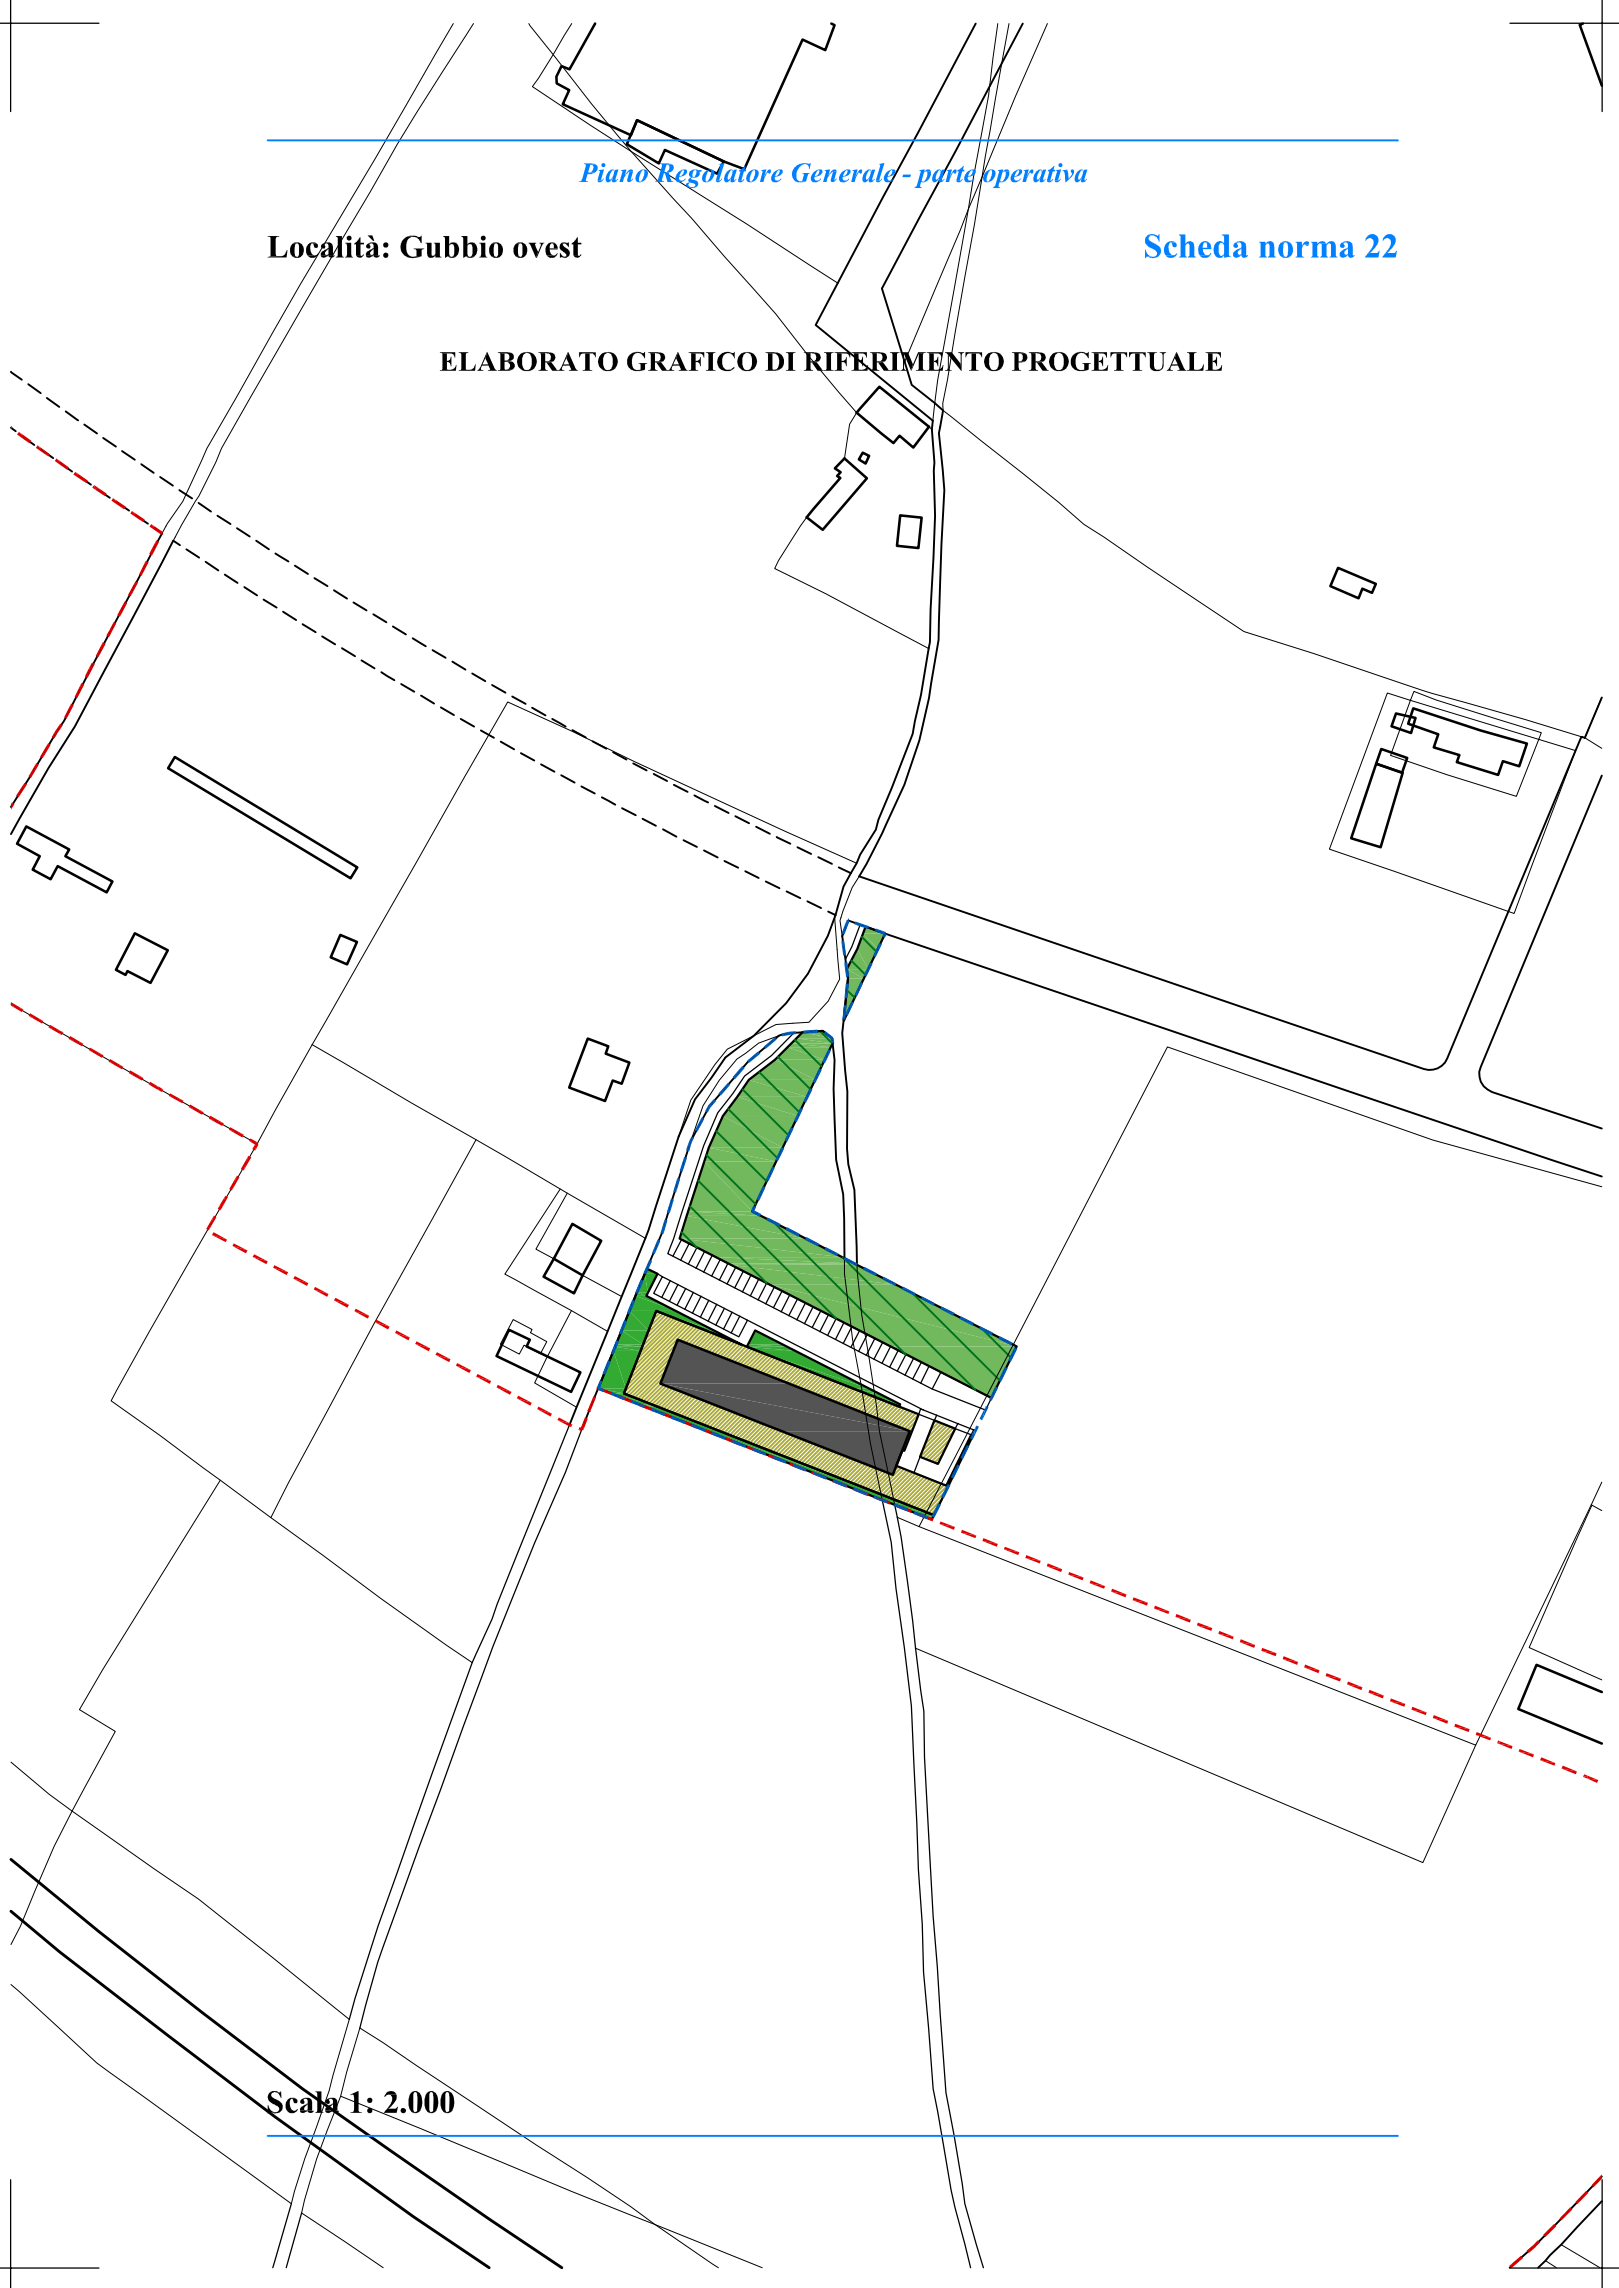 Piano Regolatore Generale - parte operativa
Località: Gubbio ovest
Scheda norma 22
ELABORATO GRAFICO DI RIFERIMENTO PROGETTUALE
Scala 1: 2.000